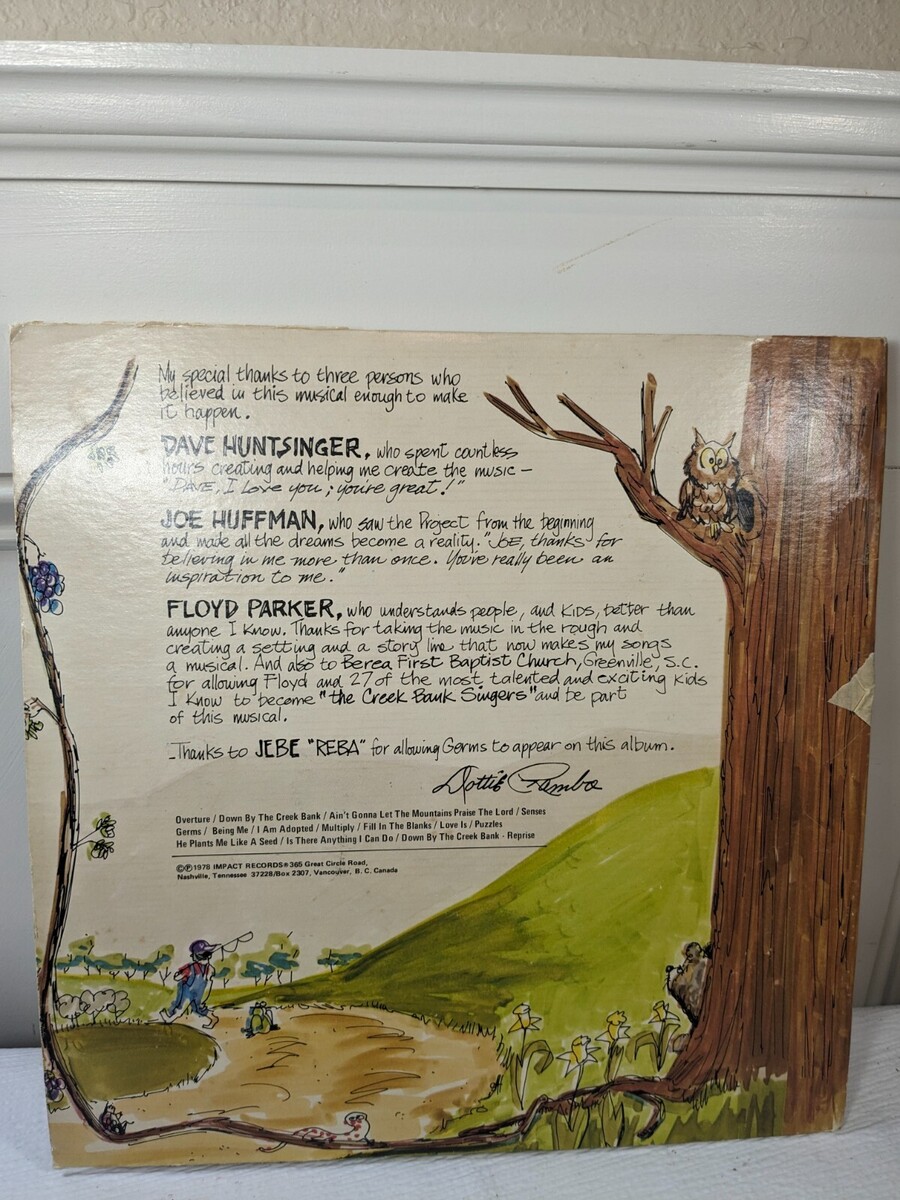 My special thanks to three persons who
believed in this musical enough to make
it happen.
DAVE HUNTSINGER, who spent countless
hours creating and helping me create the music –
"DAVE, I Love you; you're great!"
JOE HUFFMAN, who saw the Project from the beginning
and made all the dreams become a reality. "JOE, thanks for
believing in me more than once. You've really been an
inspiration to me."
FLOYD PARKER, who understands people, and KIDS, better than
anyone I know. Thanks for taking the music in the rough and
creating a setting and a story line that now makes my songs
a musical. And also to Berea First Baptist Church, Greenville, S.C.
for allowing Floyd and 27 of the most talented and exciting kids
I know to become "the Creek Bank Singers" and be part
of this musical.
Thanks to JEBE "REBA" for allowing Germs to appear on this album.
Dottie Rambo
Overture / Down By The Creek Bank / Ain't Gonna Let The Mountains Praise The Lord / Senses
Germs / Being Me / I Am Adopted / Multiply / Fill In The Blanks / Love Is / Puzzles
He Plants Me Like A Seed / Is There Anything I Can Do / Down By The Creek Bank - Reprise
©℗1978 IMPACT RECORDS®365 Great Circle Road,
Nashville, Tennessee 37228/Box 2307, Vancouver, B. C. Canada